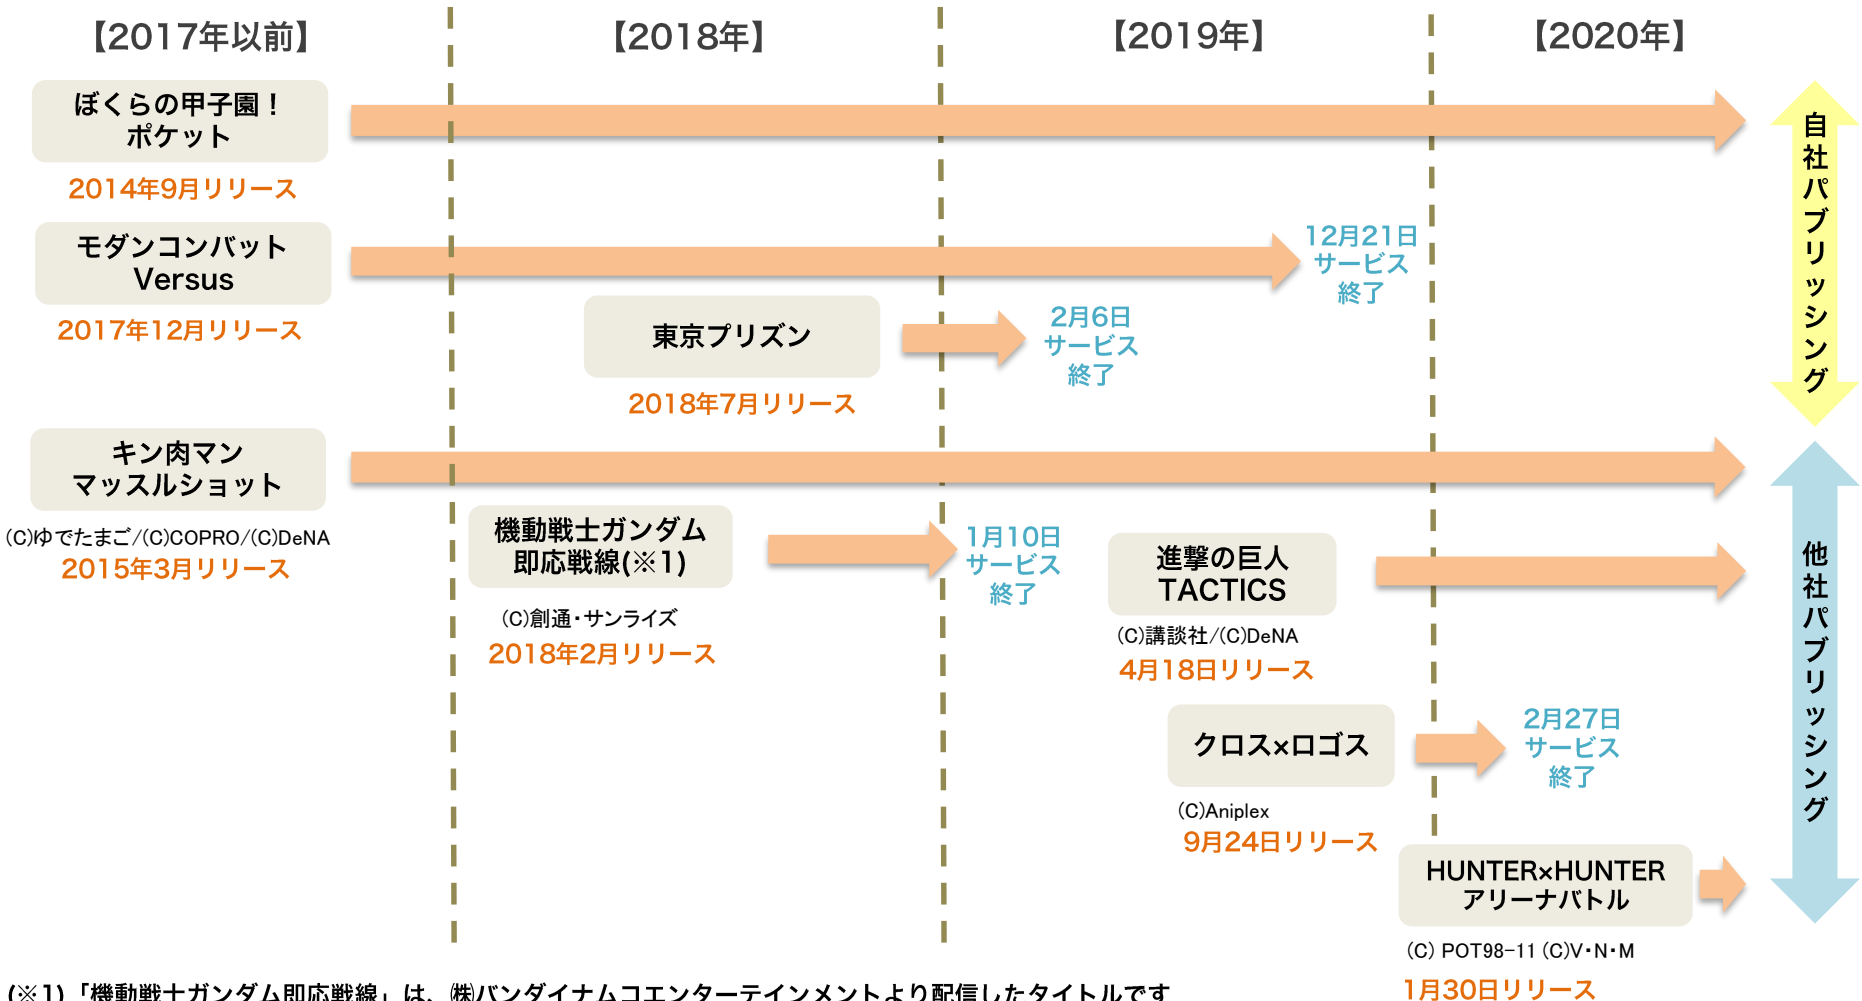 【2017年以前】
【2018年】
【2019年】
【2020年】
ぼくらの甲子園！
ポケット
2014年9月リリース
モダンコンバット
Versus
2017年12月リリース
12月21日
サービス
終了
東京プリズン
2018年7月リリース
2月6日
サービス
終了
自社パブリッシング
キン肉マン
マッスルショット
(C)ゆでたまご/(C)COPRO/(C)DeNA
2015年3月リリース
機動戦士ガンダム
即応戦線(※1)
(C)創通・サンライズ
2018年2月リリース
1月10日
サービス
終了
進撃の巨人
TACTICS
(C)講談社/(C)DeNA
4月18日リリース
クロス×ロゴス
(C)Aniplex
9月24日リリース
2月27日
サービス
終了
HUNTER×HUNTER
アリーナバトル
(C) POT98-11 (C)V・N・M
1月30日リリース
他社パブリッシング
(※1)「機動戦士ガンダム即応戦線」は、㈱バンダイナムコエンターテインメントより配信したタイトルです